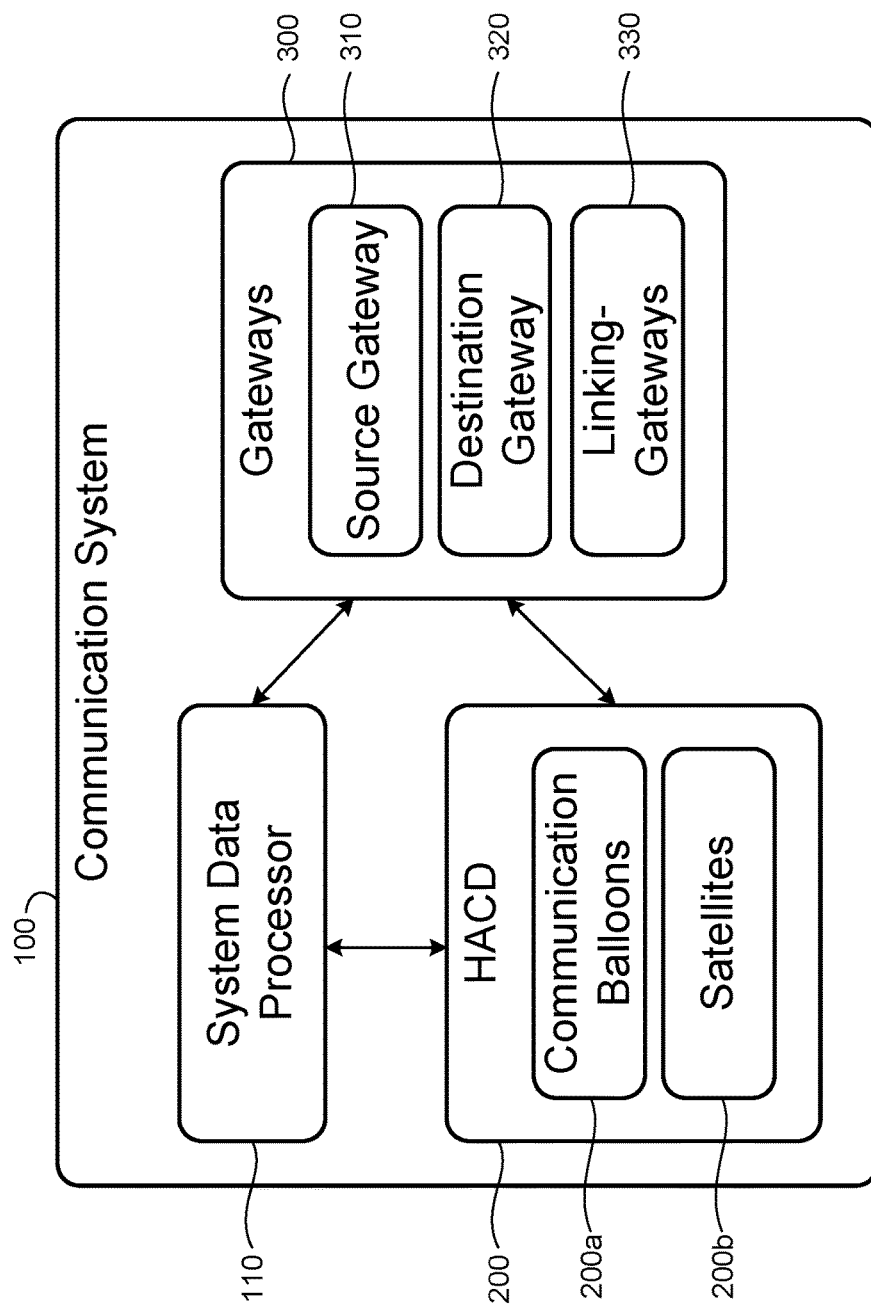 100
Communication System
110
System Data
Processor
200
HACD
200a
Communication
Balloons
200b
Satellites
300
Gateways
310
Source Gateway
320
Destination
Gateway
330
Linking-
Gateways